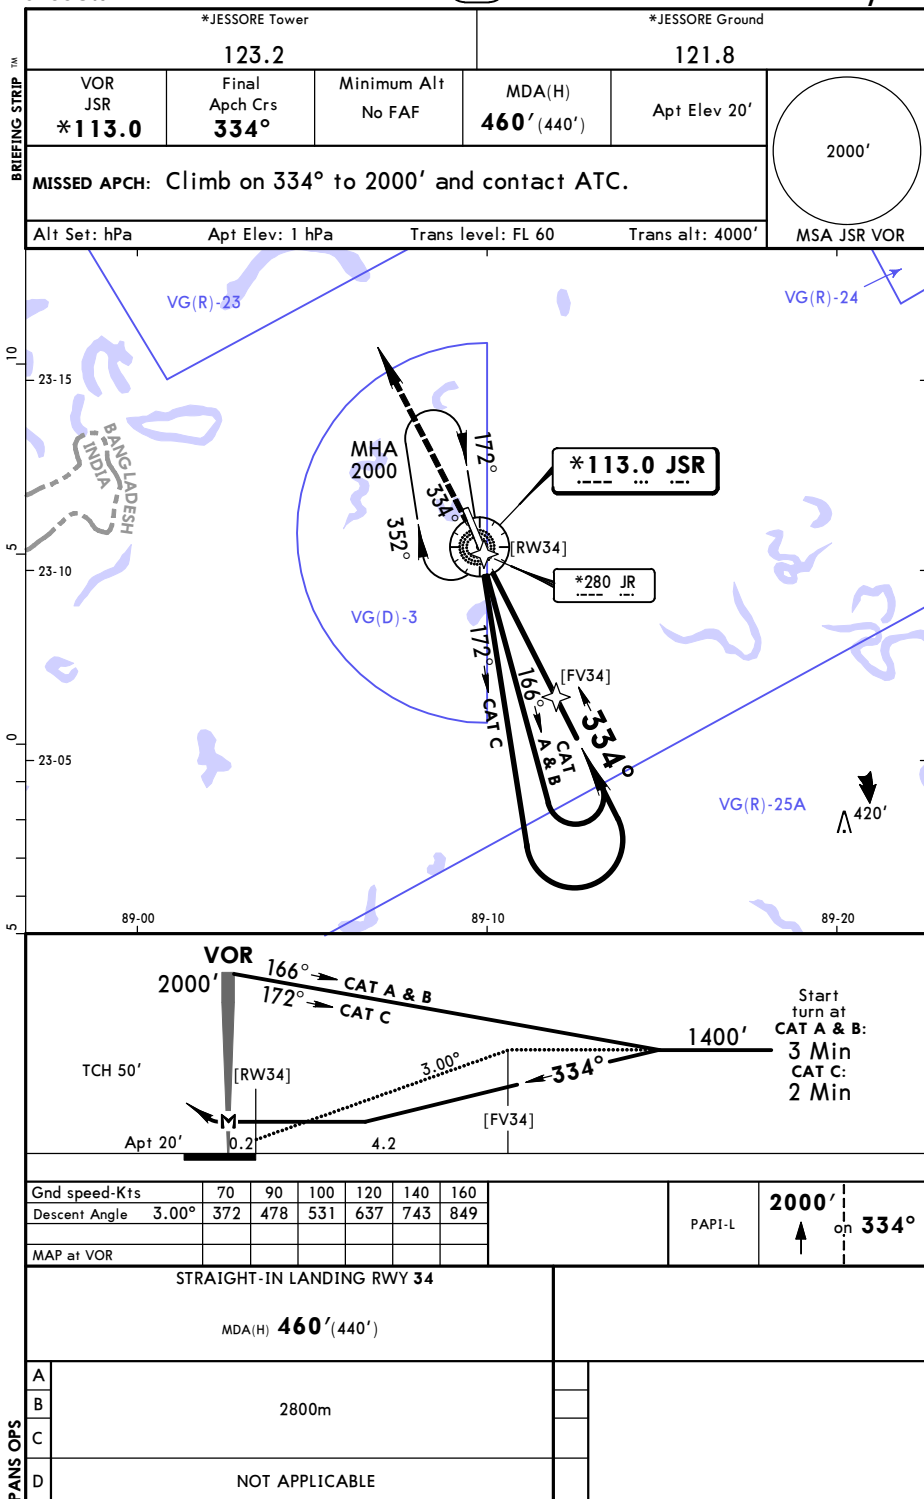 *JESSORE Tower
123.2
*JESSORE Ground
121.8
BRIEFING STRIP TM
VOR
JSR
*113.0
Final
Apch Crs
334°
Minimum Alt
No FAF
MDA(H)
460'(440')
Apt Elev 20'
2000'
MSA JSR VOR
MISSED APCH: Climb on 334° to 2000' and contact ATC.
Alt Set: hPa Apt Elev: 1 hPa Trans level: FL 60 Trans alt: 4000'
VG(R)-23
VG(R)-24
10
23-15
BANGLADESH
INDIA
MHA
2000
172°
334°
352°
*113.0 JSR
[RW34]
*280 JR
5
23-10
VG(D)-3
172°
CAT C
166°
CAT
A & B
[FV34]
334°
0
23-05
VG(R)-25A
420'
5
89-00
89-10
89-20
VOR
2000'
166° CAT A & B
172° CAT C
1400'
Start
turn at
CAT A & B:
3 Min
CAT C:
2 Min
TCH 50'
[RW34]
3.00°
334°
[FV34]
M
Apt 20'
0.2
4.2
Gnd speed-Kts 70 90 100 120 140 160
Descent Angle 3.00° 372 478 531 637 743 849
MAP at VOR
PAPI-L
2000'
on 334°
STRAIGHT-IN LANDING RWY 34
MDA(H) 460'(440')
A
B
C
2800m
D
NOT APPLICABLE
PANS OPS